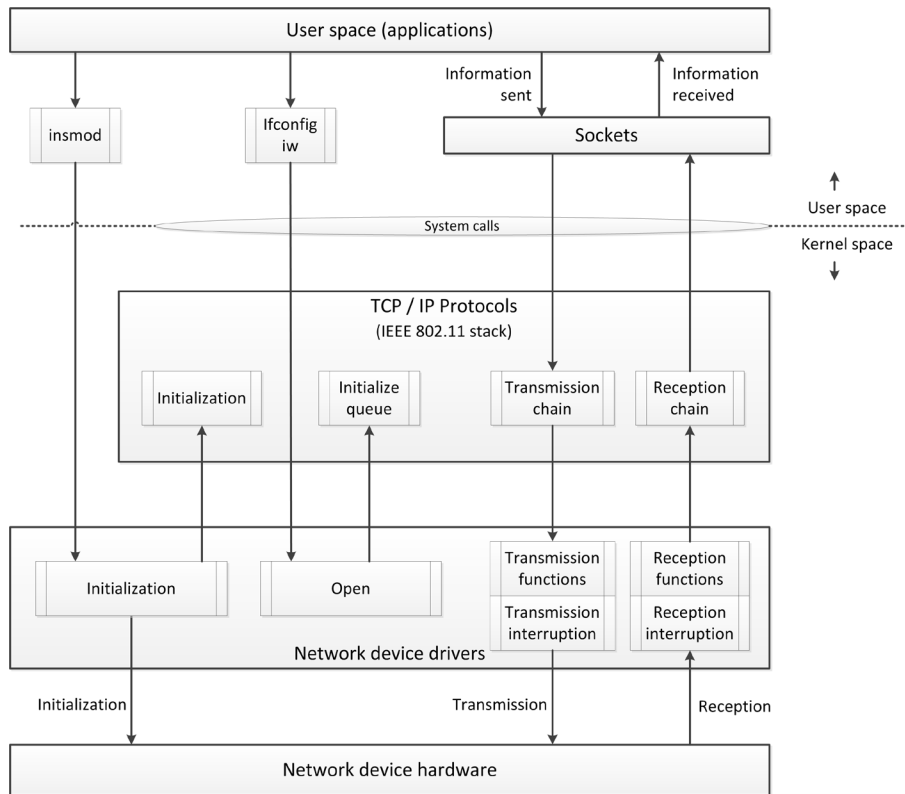 User space (applications)
Information
sent
Information
received
insmod
Ifconfig
iw
Sockets
User space
System calls
Kernel space
TCP / IP Protocols
(IEEE 802.11 stack)
Initialization
Initialize
queue
Transmission
chain
Reception
chain
Initialization
Open
Transmission
functions
Transmission
interruption
Reception
functions
Reception
interruption
Network device drivers
Initialization
Transmission
Reception
Network device hardware